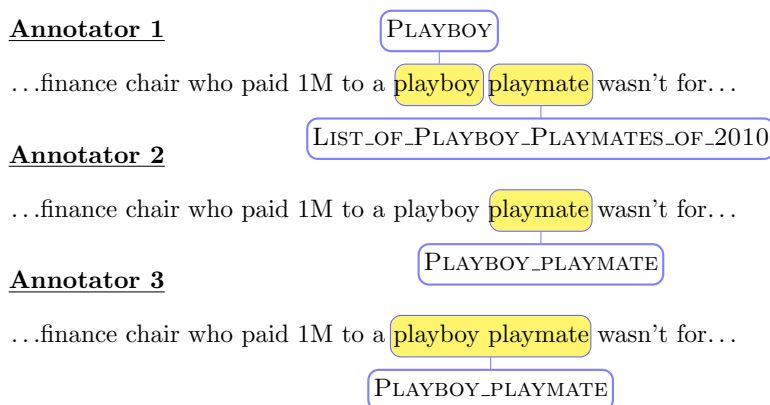 Annotator 1
PLAYBOY
...finance chair who paid 1M to a playboy playmate wasn't for...
LIST_OF_PLAYBOY_PLAYMATES_OF_2010
Annotator 2
...finance chair who paid 1M to a playboy playmate wasn't for...
PLAYBOY_PLAYMATE
Annotator 3
...finance chair who paid 1M to a playboy playmate wasn't for...
PLAYBOY_PLAYMATE